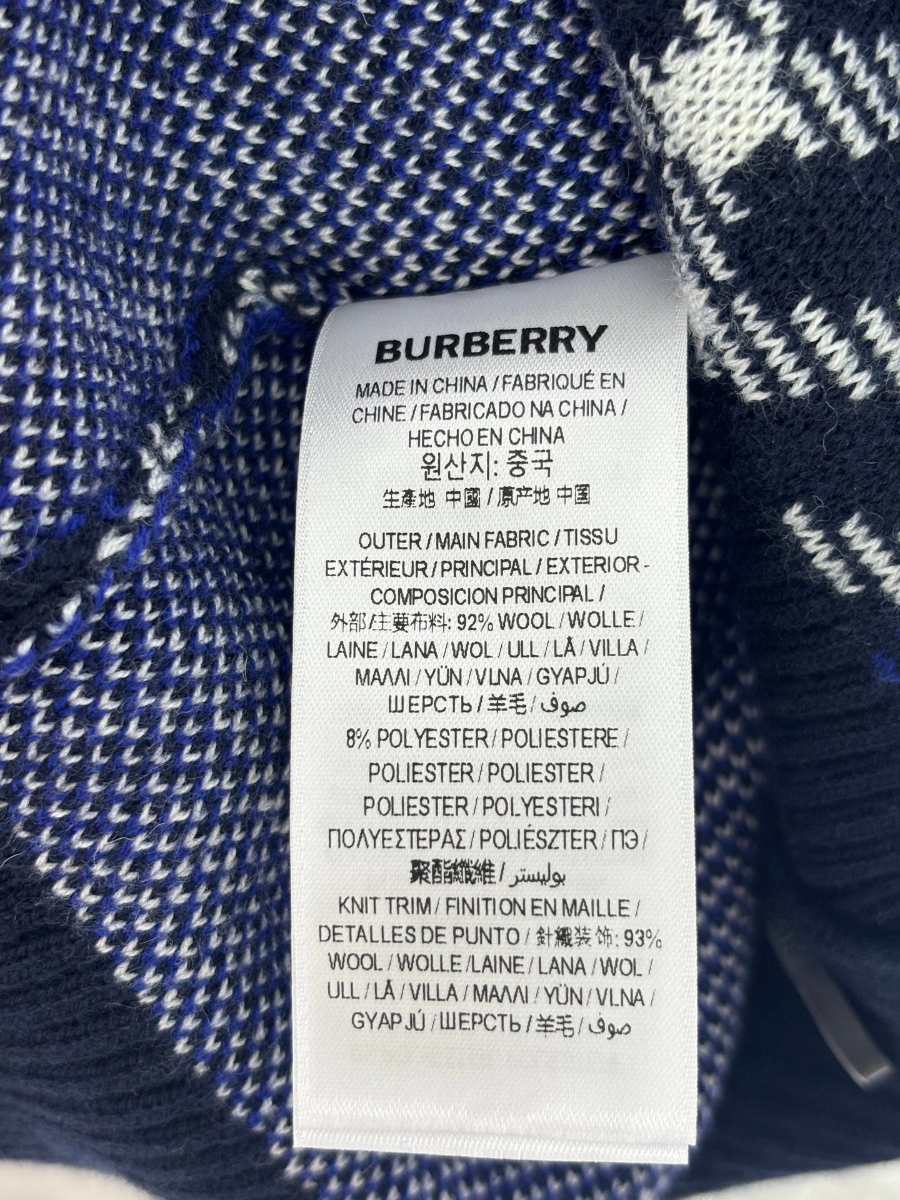 BURBERRY
MADE IN CHINA / FABRIQUÉ EN
CHINE / FABRICADO NA CHINA /
HECHO EN CHINA
원산지: 중국
生產地 中國 / 原产地 中国
OUTER / MAIN FABRIC / TISSU
EXTÉRIEUR / PRINCIPAL / EXTERIOR -
COMPOSICION PRINCIPAL /
外部/主要布料: 92% WOOL / WOLLE /
LAINE / LANA / WOL / ULL / LÅ / VILLA /
ΜΑΛΛΙ / YÜN / VLNA / GYAPJÚ /
ШЕРСТЬ / 羊毛 / صوف
8% POLYESTER / POLIESTERE /
POLIESTER / POLIESTER /
POLIESTER / POLYESTERI /
ΠΟΛΥΕΣΤΕΡΑΣ / POLIÉSZTER / ПЭ /
聚酯纖維 / بوليستر
KNIT TRIM / FINITION EN MAILLE /
DETALLES DE PUNTO / 針織装饰: 93%
WOOL / WOLLE /LAINE / LANA / WOL /
ULL / LÅ / VILLA / ΜΑΛΛΙ / YÜN / VLNA /
GYAPJÚ / ШЕРСТЬ / 羊毛 / صوف